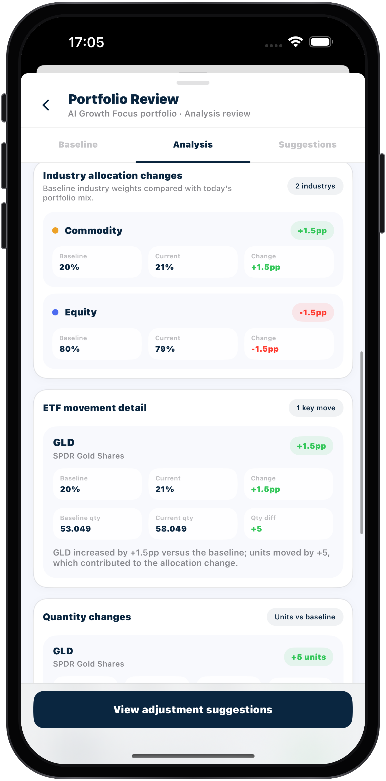 17:05
Portfolio Review
AI Growth Focus portfolio · Analysis review
Baseline
Analysis
Suggestions
Industry allocation changes
Baseline industry weights compared with today's
portfolio mix.
2 industrys
Commodity
+1.5pp
Baseline
20%
Current
21%
Change
+1.5pp
Equity
-1.5pp
Baseline
80%
Current
79%
Change
-1.5pp
ETF movement detail
1 key move
GLD
SPDR Gold Shares
+1.5pp
Baseline
20%
Current
21%
Change
+1.5pp
Baseline qty
53.049
Current qty
58.049
Qty diff
+5
GLD increased by +1.5pp versus the baseline; units moved by +5,
which contributed to the allocation change.
Quantity changes
Units vs baseline
GLD
SPDR Gold Shares
+5 units
View adjustment suggestions